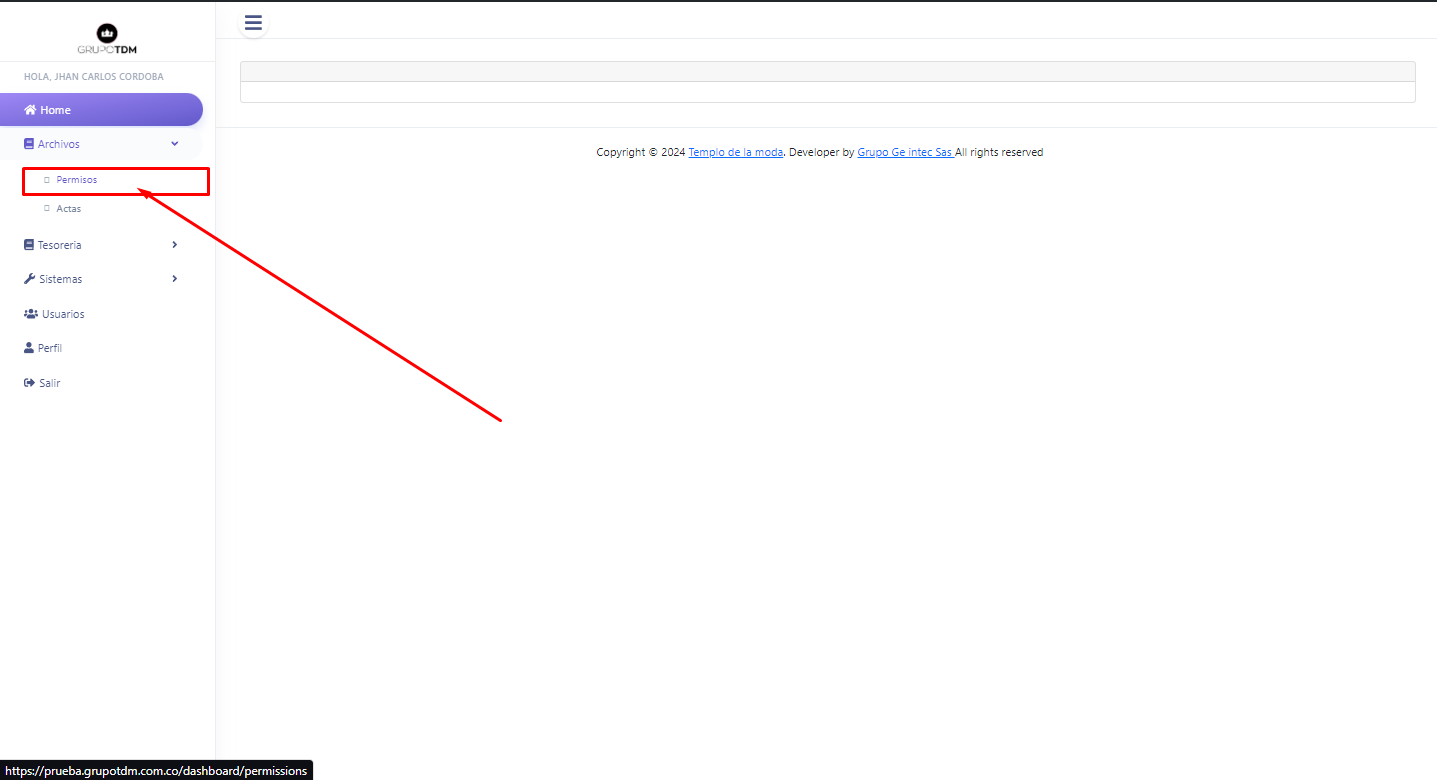 GRUPOTDM
HOLA, JHAN CARLOS CORDOBA
Home
Archivos
Permisos
Actas
Tesoreria
Sistemas
Usuarios
Perfil
Salir
Copyright © 2024 Templo de la moda. Developer by Grupo Ge intec Sas All rights reserved
https://prueba.grupotdm.com.co/dashboard/permissions